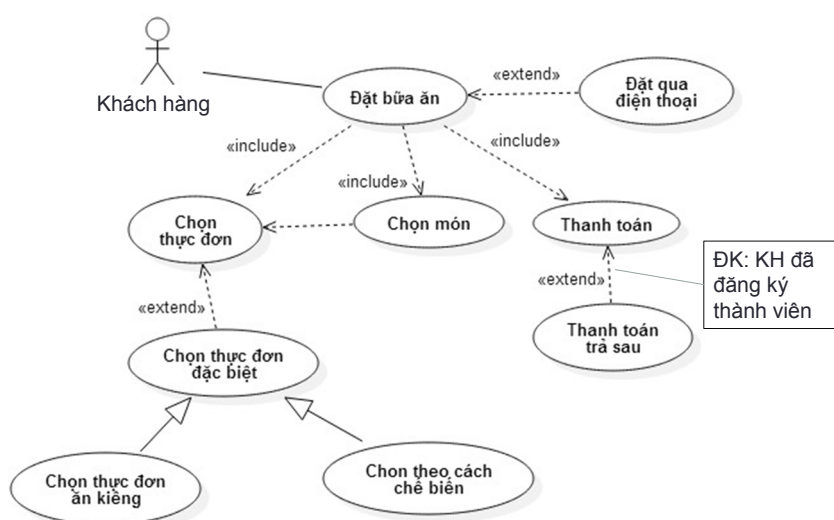 Khách hàng
Đặt bữa ăn
«extend»
Đặt qua
điện thoại
«include»
«include»
«include»
Chọn
thực đơn
Chọn món
Thanh toán
«extend»
«extend»
ĐK: KH đã
đăng ký
thành viên
Chọn thực đơn
đặc biệt
Thanh toán
trả sau
Chọn thực đơn
ăn kiêng
Chon theo cách
chế biến